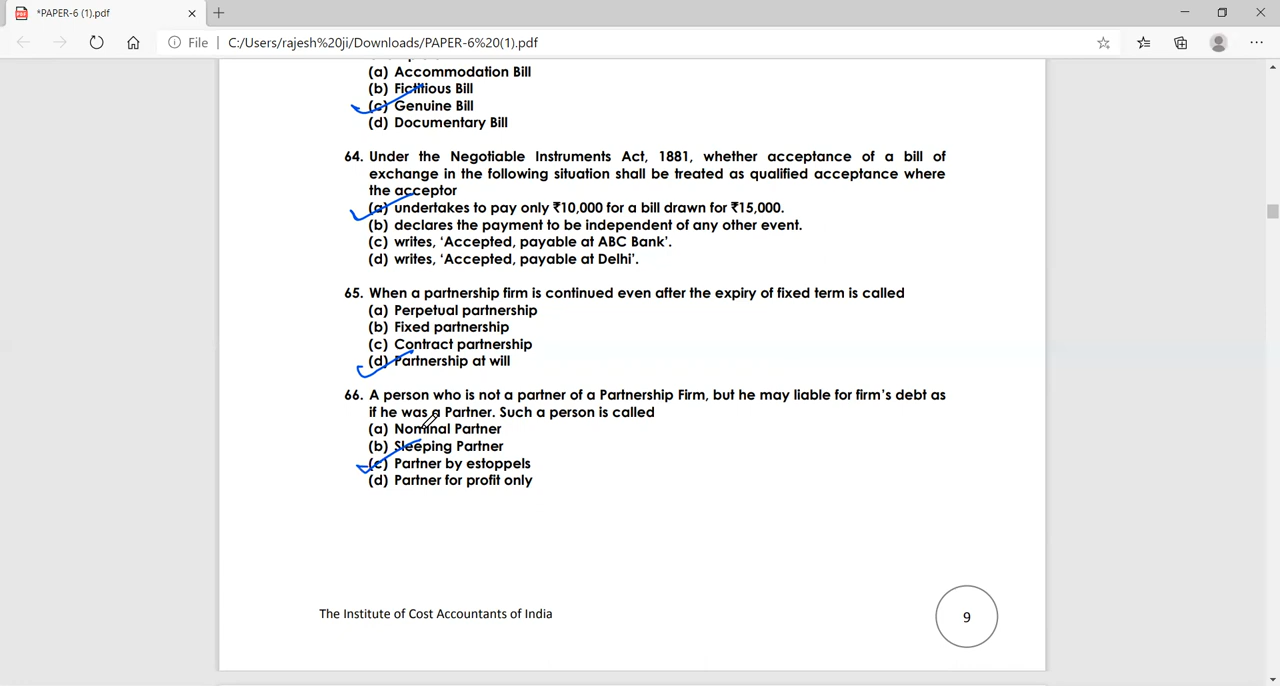 *PAPER-6 (1).pdf
File | C:/Users/rajesh%20ji/Downloads/PAPER-6%20(1).pdf
(a) Accommodation Bill
(b) Fictitious Bill
(c) Genuine Bill
(d) Documentary Bill
64. Under the Negotiable Instruments Act, 1881, whether acceptance of a bill of
exchange in the following situation shall be treated as qualified acceptance where
the acceptor
(a) undertakes to pay only ₹10,000 for a bill drawn for ₹15,000.
(b) declares the payment to be independent of any other event.
(c) writes, ‘Accepted, payable at ABC Bank’.
(d) writes, ‘Accepted, payable at Delhi’.
65. When a partnership firm is continued even after the expiry of fixed term is called
(a) Perpetual partnership
(b) Fixed partnership
(c) Contract partnership
(d) Partnership at will
66. A person who is not a partner of a Partnership Firm, but he may liable for firm’s debt as
if he was a Partner. Such a person is called
(a) Nominal Partner
(b) Sleeping Partner
(c) Partner by estoppels
(d) Partner for profit only
The Institute of Cost Accountants of India
9